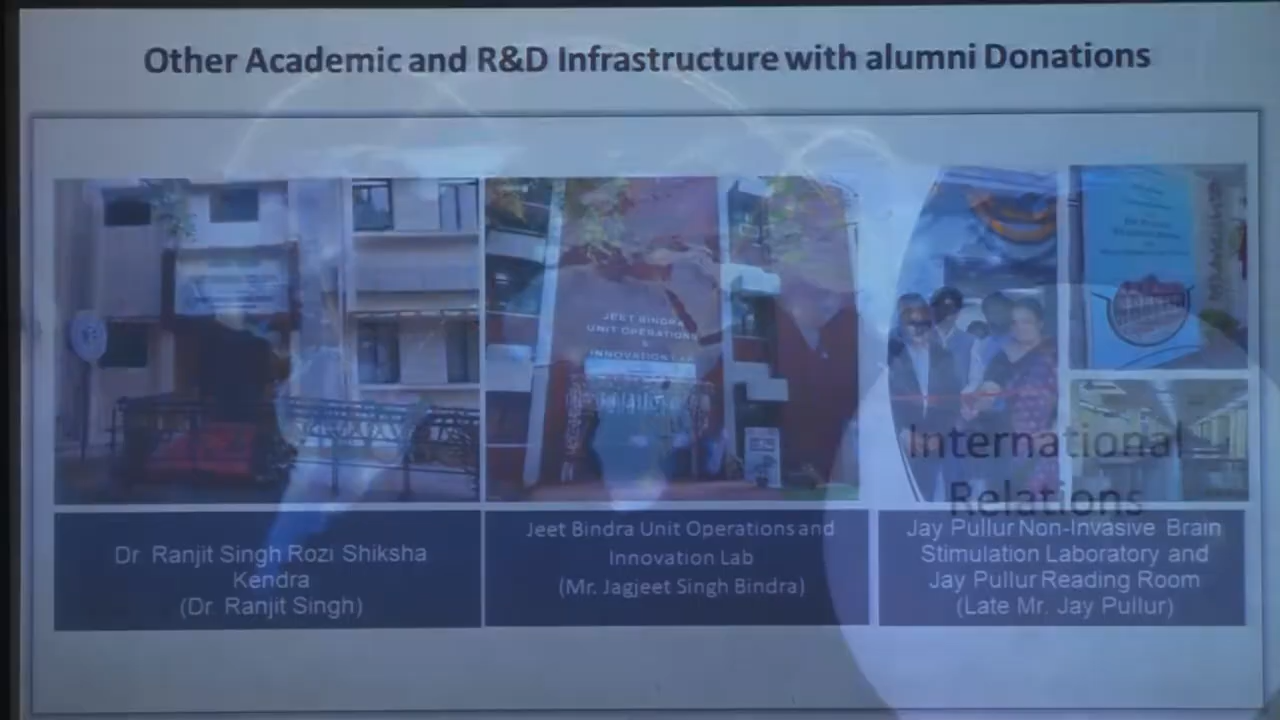 Other Academic and R&D Infrastructure with alumni Donations
JEET BINDRA
UNIT OPERATIONS
&
INNOVATION LAB
International
Relations
Dr Ranjit Singh Rozi Shiksha
Kendra
(Dr. Ranjit Singh)
Jeet Bindra Unit Operations and
Innovation Lab
(Mr. Jagjeet Singh Bindra)
Jay Pullur Non-Invasive Brain
Stimulation Laboratory and
Jay Pullur Reading Room
(Late Mr. Jay Pullur)